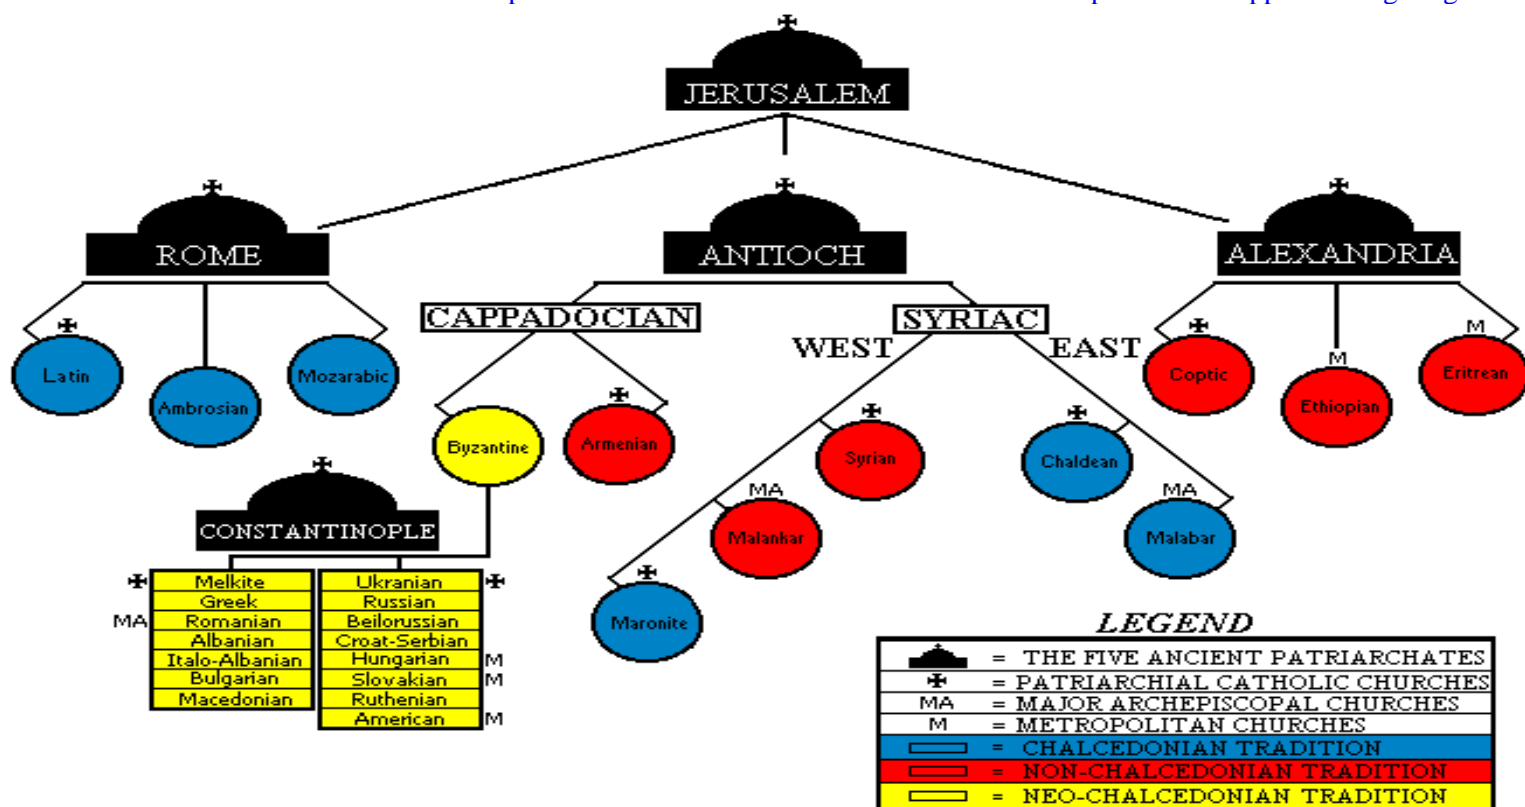 JERUSALEM
ROME
ANTIOCH
ALEXANDRIA
CAPPADOCIAN
SYRIAC
WEST
EAST
Latin
Ambrosian
Mozarabic
Byzantine
Armenian
Syrian
MA
Malankar
Maronite
Chaldean
MA
Malabar
Coptic
M
Ethiopian
M
Eritrean
CONSTANTINOPLE
Melkite
Greek
MA Romanian
Albanian
Italo-Albanian
Bulgarian
Macedonian
Ukranian
Russian
Beilorussian
Croat-Serbian
Hungarian M
Slovakian M
Ruthenian
American M
LEGEND
= THE FIVE ANCIENT PATRIARCHATES
= PATRIARCHIAL CATHOLIC CHURCHES
MA = MAJOR ARCHEPISCOPAL CHURCHES
M = METROPOLITAN CHURCHES
= CHALCEDONIAN TRADITION
= NON-CHALCEDONIAN TRADITION
= NEO-CHALCEDONIAN TRADITION